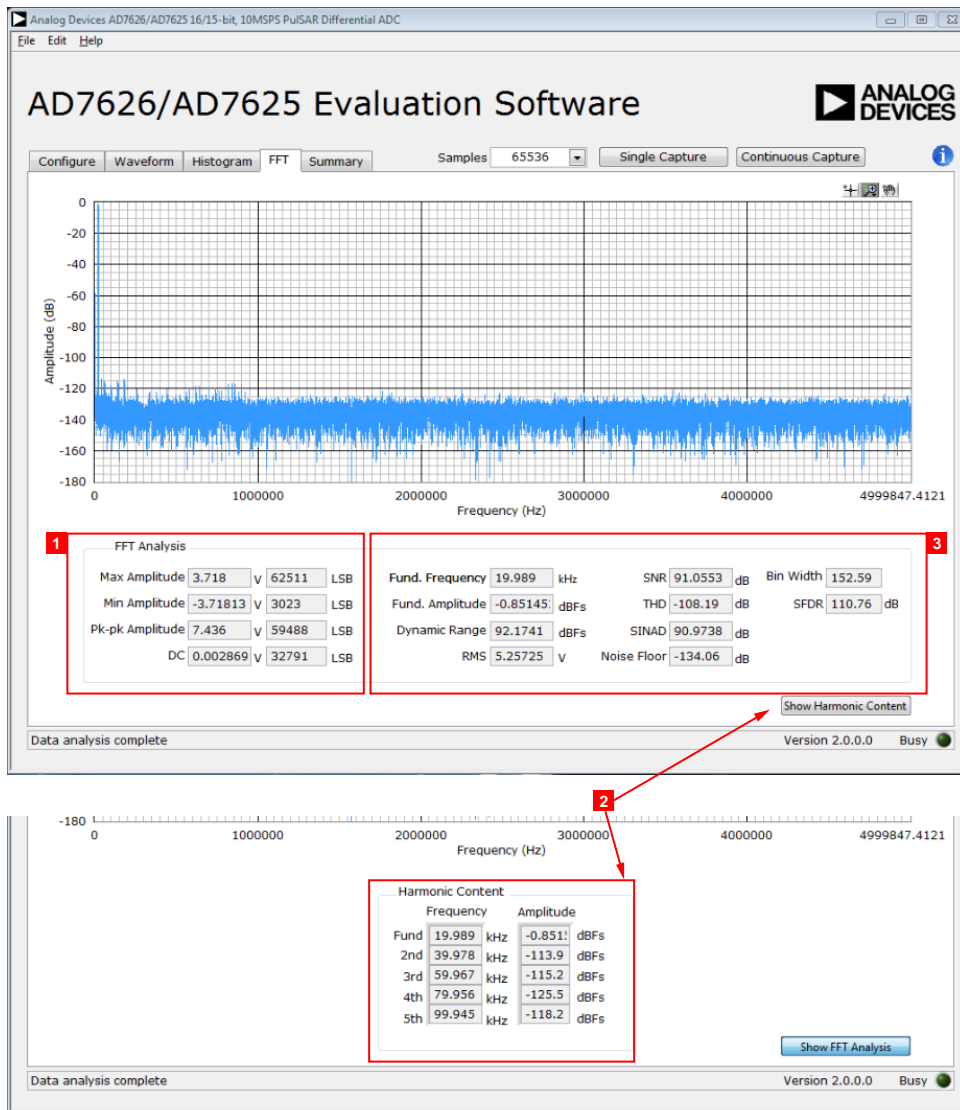 Analog Devices AD7626/AD7625 16/15-bit, 10MSPS PulSAR Differential ADC
File Edit Help
AD7626/AD7625 Evaluation Software
ANALOG
DEVICES
Configure Waveform Histogram FFT Summary Samples 65536 Single Capture Continuous Capture
0
-20
-40
-60
-80
-100
-120
-140
-160
-180
Amplitude (dB)
0 1000000 2000000 3000000 4000000 4999847.4121
Frequency (Hz)
1
FFT Analysis
Max Amplitude 3.718 V 62511 LSB
Min Amplitude -3.71813 V 3023 LSB
Pk-pk Amplitude 7.436 V 59488 LSB
DC 0.002869 V 32791 LSB
3
Fund. Frequency 19.989 kHz SNR 91.0553 dB Bin Width 152.59
Fund. Amplitude -0.85145 dBFs THD -108.19 dB SFDR 110.76 dB
Dynamic Range 92.1741 dBFs SINAD 90.9738 dB
RMS 5.25725 V Noise Floor -134.06 dB
Show Harmonic Content
Data analysis complete Version 2.0.0.0 Busy
2
-180
0 1000000 2000000 3000000 4000000 4999847.4121
Frequency (Hz)
Harmonic Content
Frequency Amplitude
Fund 19.989 kHz -0.851 dBFs
2nd 39.978 kHz -113.9 dBFs
3rd 59.967 kHz -115.2 dBFs
4th 79.956 kHz -125.5 dBFs
5th 99.945 kHz -118.2 dBFs
Show FFT Analysis
Data analysis complete Version 2.0.0.0 Busy